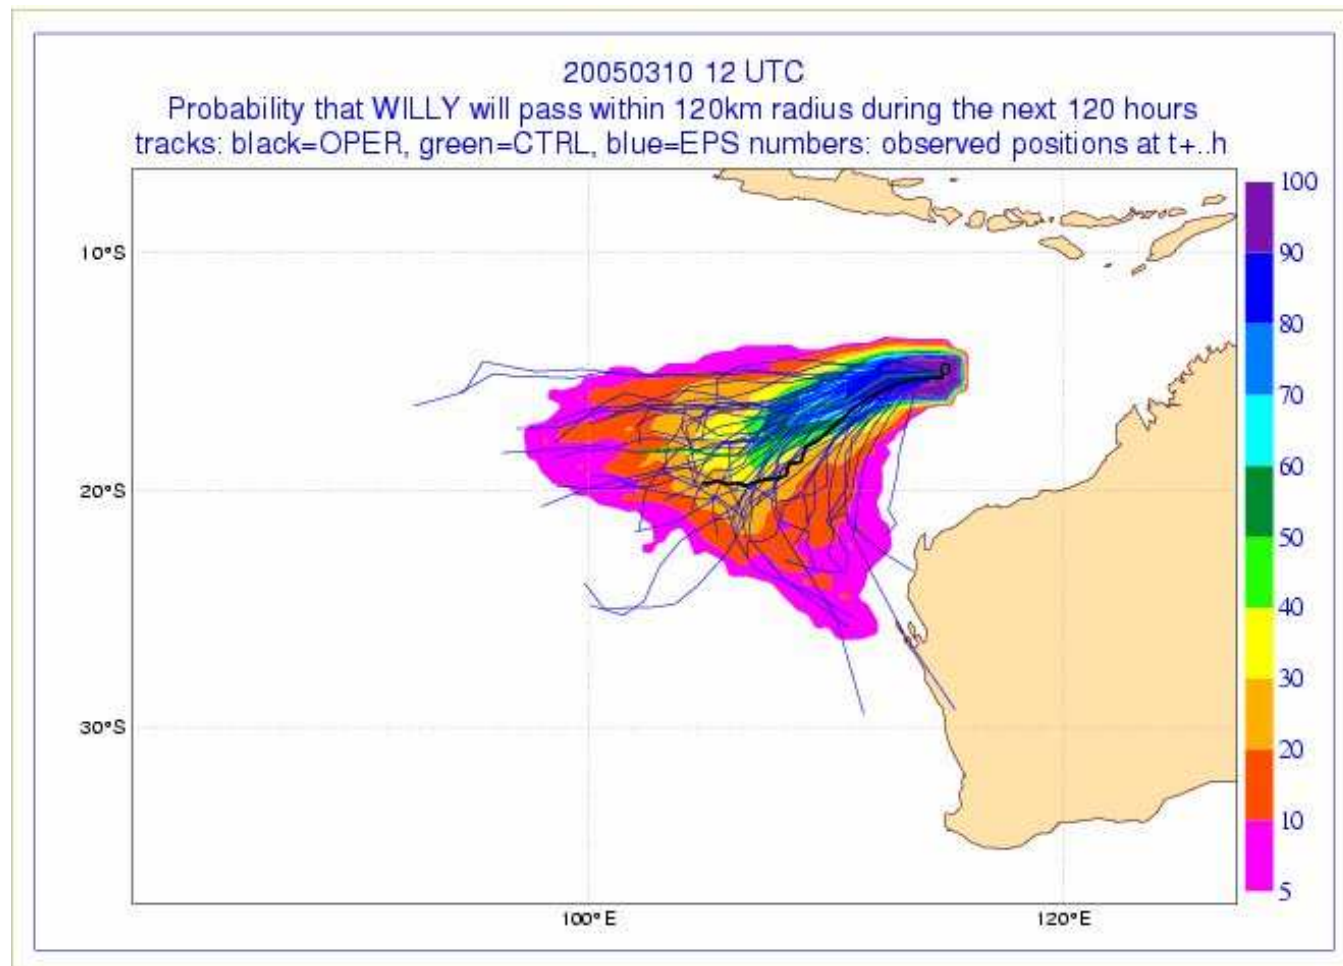 20050310 12 UTC
Probability that WILLY will pass within 120km radius during the next 120 hours
tracks: black=OPER, green=CTRL, blue=EPS numbers: observed positions at t+..h
100
90
80
70
60
50
40
30
20
10
5
10°S
20°S
30°S
0
100°E
120°E